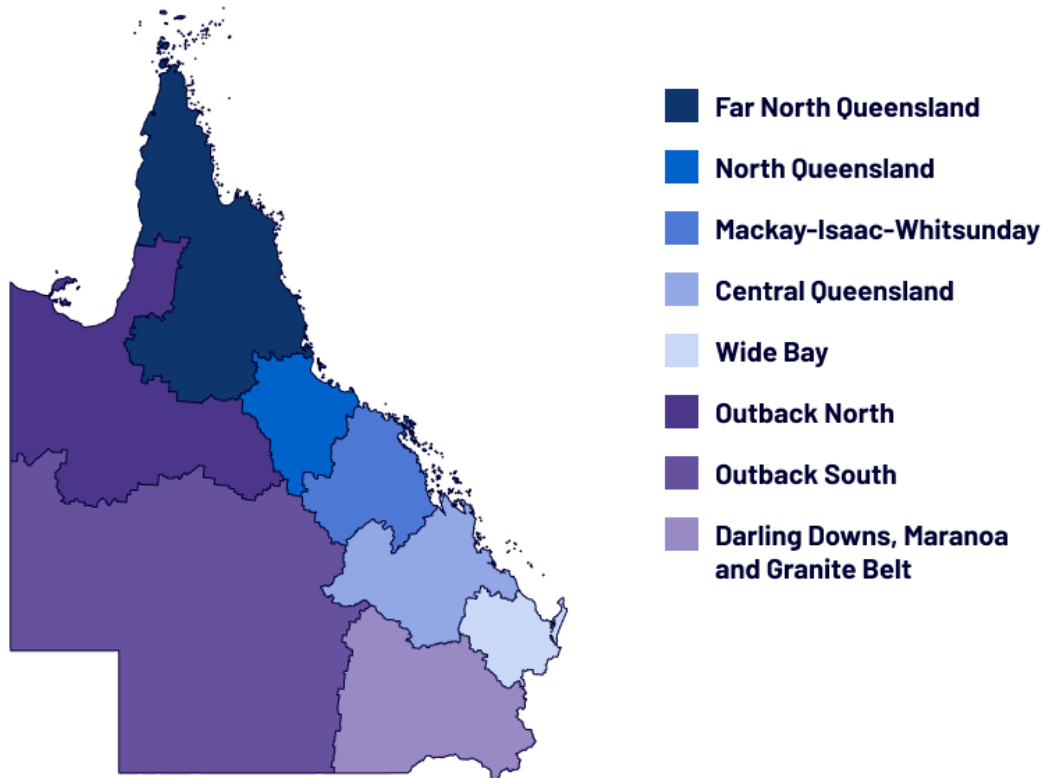 Far North Queensland
North Queensland
Mackay-Isaac-Whitsunday
Central Queensland
Wide Bay
Outback North
Outback South
Darling Downs, Maranoa
and Granite Belt